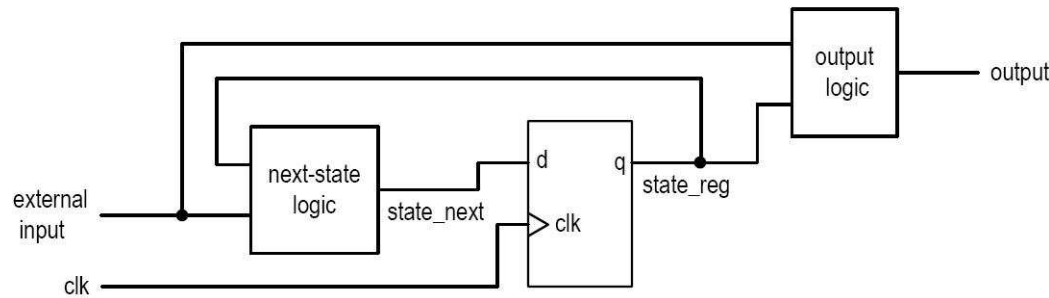 output
logic
output
next-state
logic
d
q
state_next
state_reg
external
input
clk
clk